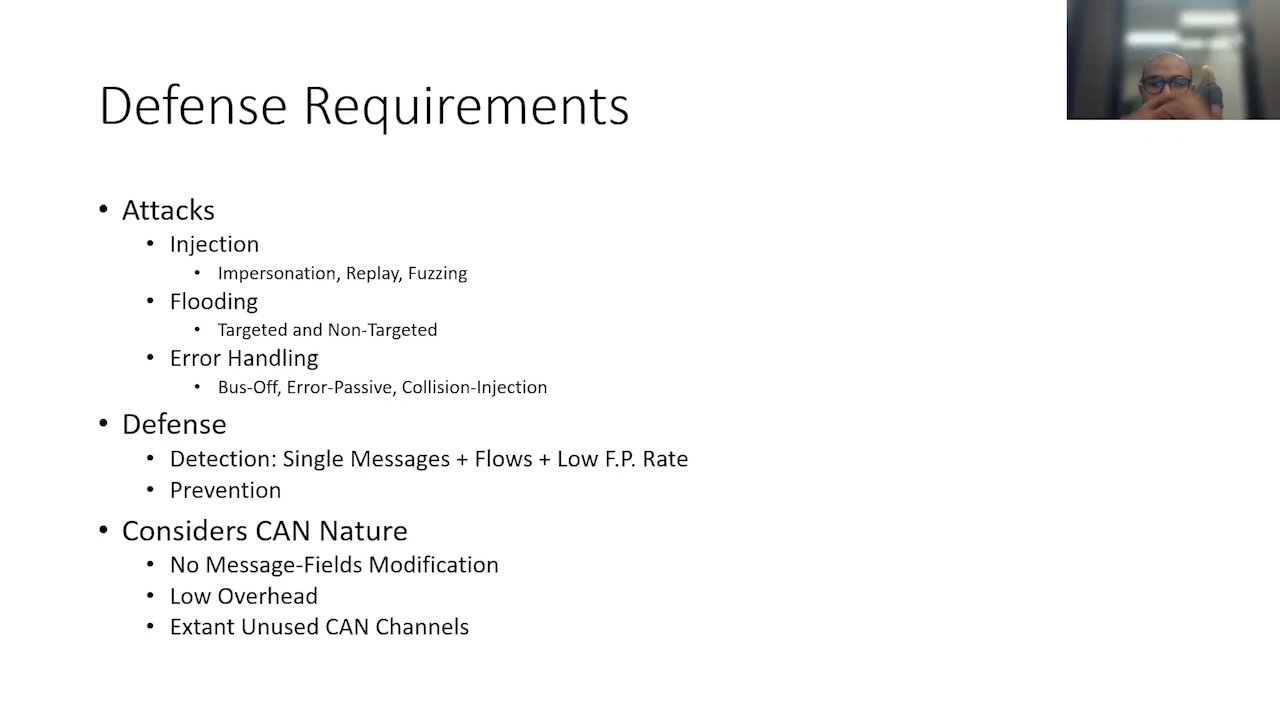 Defense Requirements
• Attacks
• Injection
• Impersonation, Replay, Fuzzing
• Flooding
• Targeted and Non-Targeted
• Error Handling
• Bus-Off, Error-Passive, Collision-Injection
• Defense
• Detection: Single Messages + Flows + Low F.P. Rate
• Prevention
• Considers CAN Nature
• No Message-Fields Modification
• Low Overhead
• Extant Unused CAN Channels